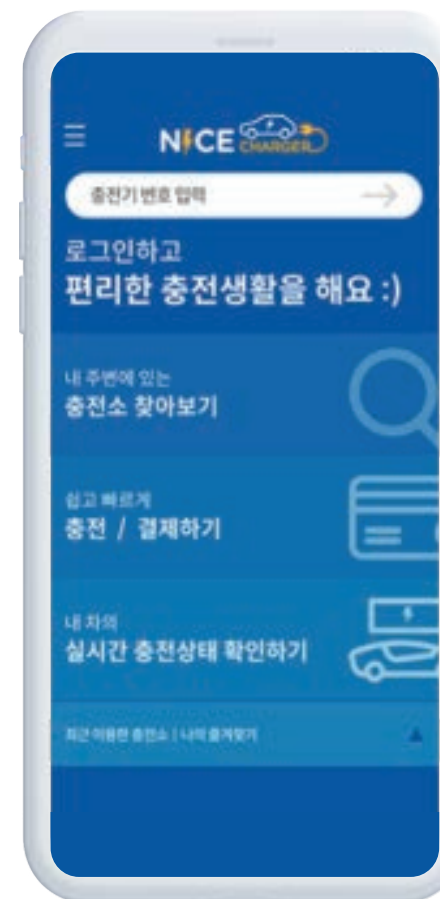 NICE
CHARGER
충전기 번호 입력
로그인하고
편리한 충전생활을 해요 :)
내 주변에 있는
충전소 찾아보기
쉽고 빠르게
충전 / 결제하기
내 차의
실시간 충전상태 확인하기
최근 이용한 충전소 | 나의 즐겨찾기